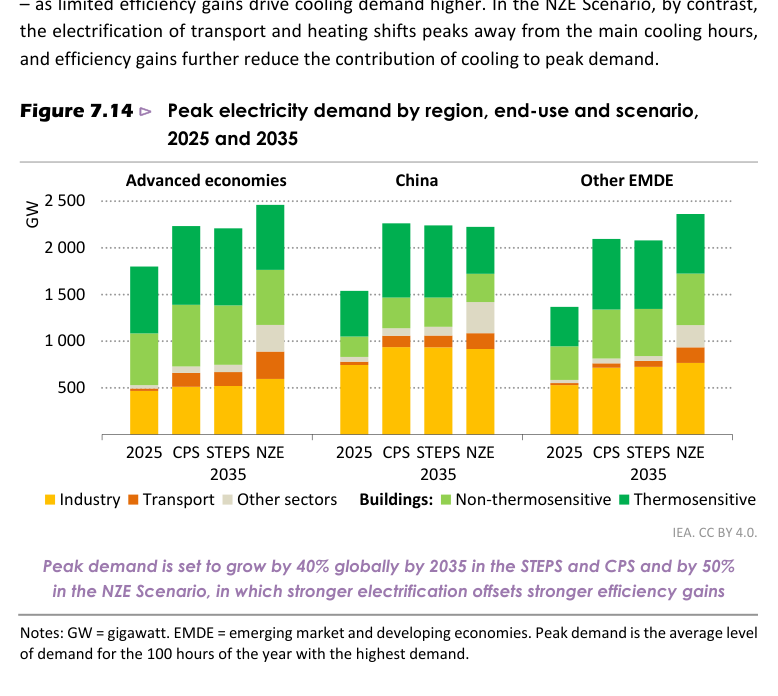 – as limited efficiency gains drive cooling demand higher. In the NZE Scenario, by contrast,
the electrification of transport and heating shifts peaks away from the main cooling hours,
and efficiency gains further reduce the contribution of cooling to peak demand.
Figure 7.14 ⊳ Peak electricity demand by region, end-use and scenario,
2025 and 2035
Advanced economies China Other EMDE
GW
2 500
2 000
1 500
1 000
500
2025 CPS STEPS NZE 2025 CPS STEPS NZE 2025 CPS STEPS NZE
2035 2035 2035
Industry Transport Other sectors Buildings: Non-thermosensitive Thermosensitive
IEA. CC BY 4.0.
Peak demand is set to grow by 40% globally by 2035 in the STEPS and CPS and by 50%
in the NZE Scenario, in which stronger electrification offsets stronger efficiency gains
Notes: GW = gigawatt. EMDE = emerging market and developing economies. Peak demand is the average level
of demand for the 100 hours of the year with the highest demand.